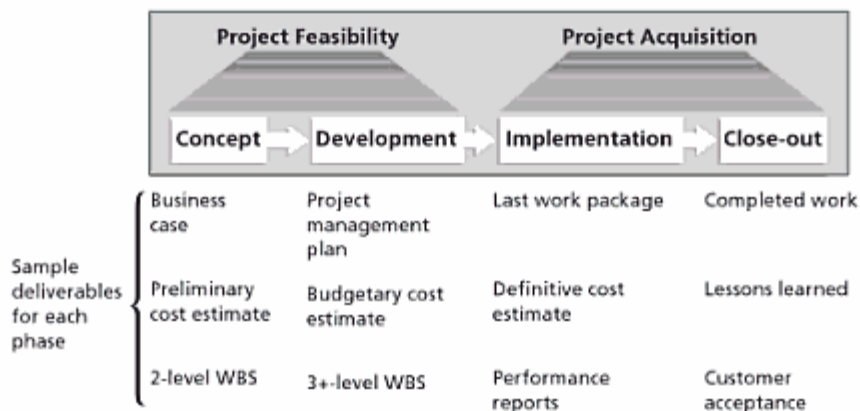 Project Feasibility
Project Acquisition
Concept
Development
Implementation
Close-out
Sample
deliverables
for each
phase
Business
case
Project
management
plan
Last work package
Completed work
Preliminary
cost estimate
Budgetary cost
estimate
Definitive cost
estimate
Lessons learned
2-level WBS
3+-level WBS
Performance
reports
Customer
acceptance